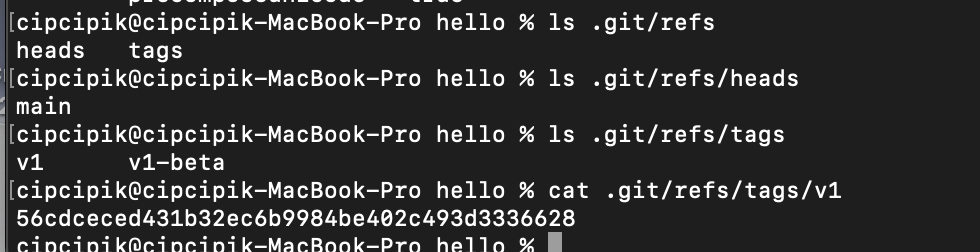 [cipcipik@cipcipik-MacBook-Pro hello % ls .git/refs
heads   tags
[cipcipik@cipcipik-MacBook-Pro hello % ls .git/refs/heads
main
[cipcipik@cipcipik-MacBook-Pro hello % ls .git/refs/tags
v1      v1-beta
[cipcipik@cipcipik-MacBook-Pro hello % cat .git/refs/tags/v1
56cdceced431b32ec6b9984be402c493d3336628
cipcipik@cipcipik-MacBook-Pro hello %